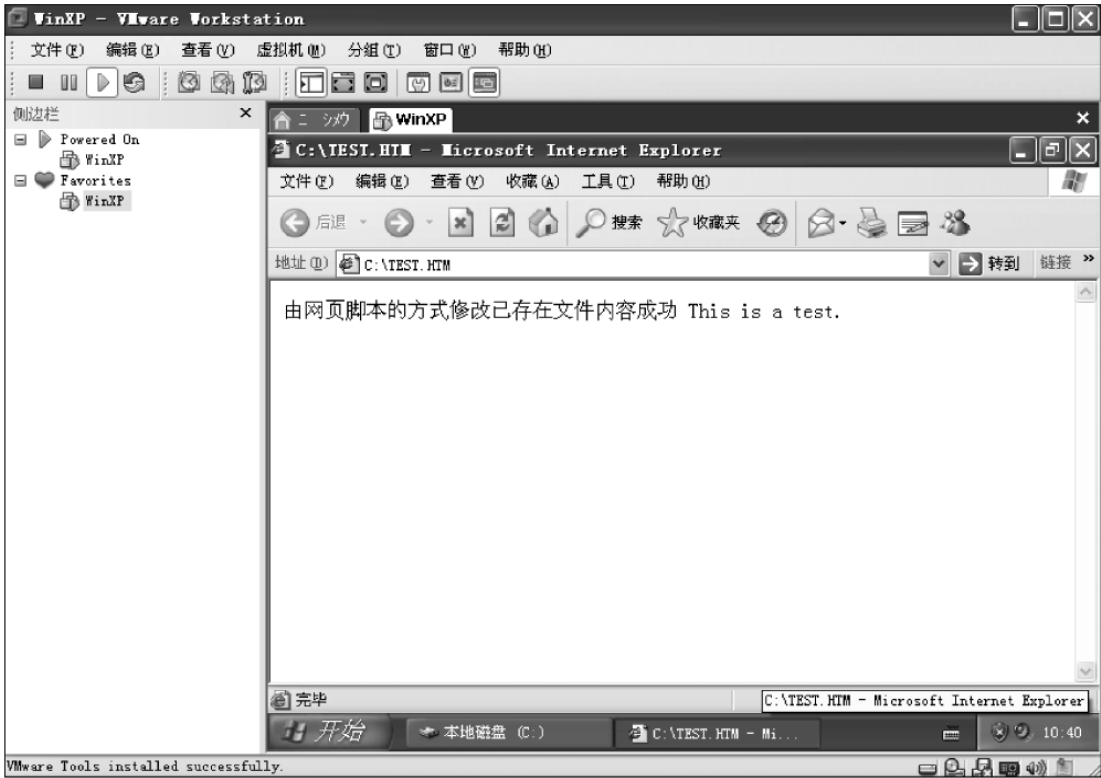 WinXP - VMware Workstation
文件(F) 编辑(E) 查看(V) 虚拟机(M) 分组(T) 窗口(W) 帮助(H)
侧边栏
Powered On
WinXP
Favorites
WinXP
WinXP
C:\TEST.HTM - Microsoft Internet Explorer
文件(F) 编辑(E) 查看(V) 收藏(A) 工具(T) 帮助(H)
后退 搜索 收藏夹
地址(D) C:\TEST.HTM 转到 链接 »
由网页脚本的方式修改已存在文件内容成功 This is a test.
完毕
C:\TEST.HTM - Microsoft Internet Explorer
开始 本地磁盘 (C:) C:\TEST.HTM - Mi... 10:40
VMware Tools installed successfully.